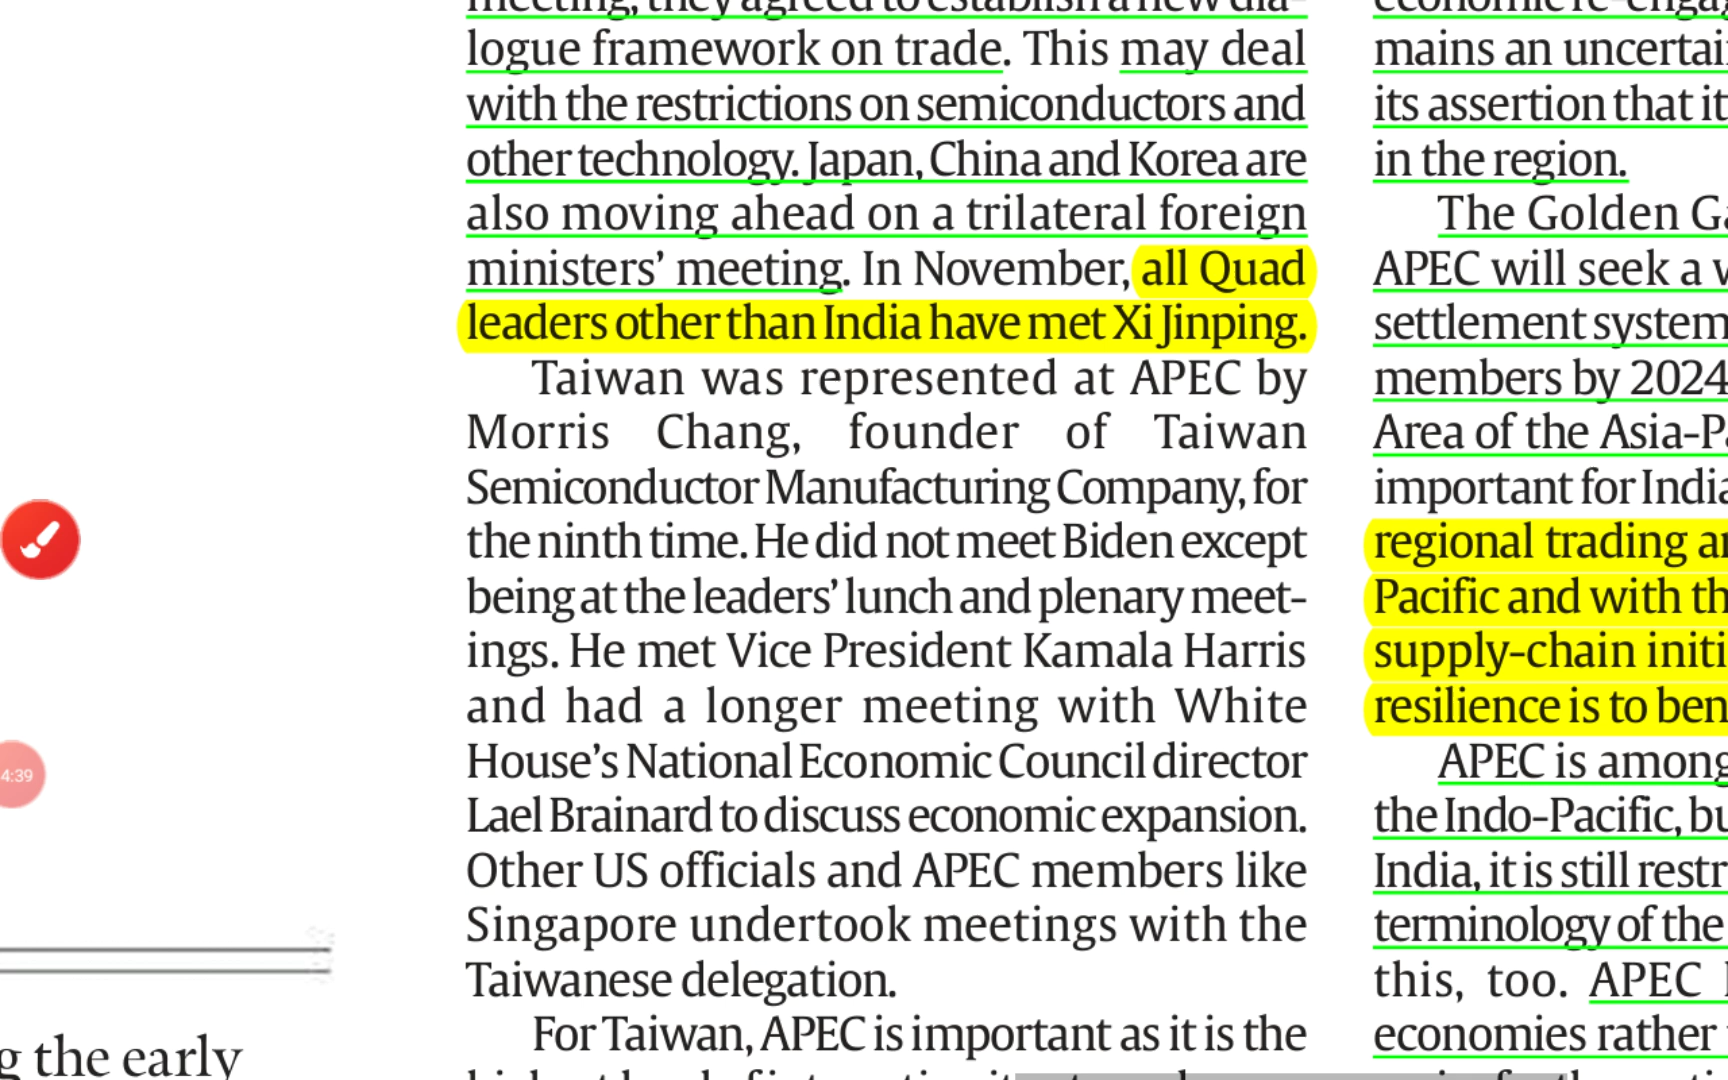 meeting, they agreed to establish a new dia-
logue framework on trade. This may deal
with the restrictions on semiconductors and
other technology. Japan, China and Korea are
also moving ahead on a trilateral foreign
ministers’ meeting. In November, all Quad
leaders other than India have met Xi Jinping.
Taiwan was represented at APEC by
Morris Chang, founder of Taiwan
Semiconductor Manufacturing Company, for
the ninth time. He did not meet Biden except
being at the leaders’ lunch and plenary meet-
ings. He met Vice President Kamala Harris
and had a longer meeting with White
House’s National Economic Council director
Lael Brainard to discuss economic expansion.
Other US officials and APEC members like
Singapore undertook meetings with the
Taiwanese delegation.
For Taiwan, APEC is important as it is the
mains an
its assertion that it
in the region.
The Golden
APEC will seek a
settlement system
members by 2024
Area of the
important for
regional trading
Pacific and with
supply-chain
resilience is to
APEC is
the Indo-Pacific,
India, it is still
terminology of the
this, too. APEC
economies rather
4:39
the early